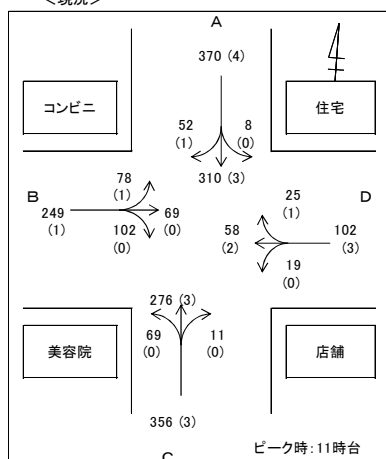 <現況>
A
370 (4)
コンビニ
住宅
52
(1)
8
(0)
310 (3)
78
(1)
B
249
(1)
102
(0)
69
(0)
25
(1)
D
58
(2)
102
(3)
19
(0)
276 (3)
69
(0)
11
(0)
美容院
店舗
356 (3)
ピーク時:11時台
C